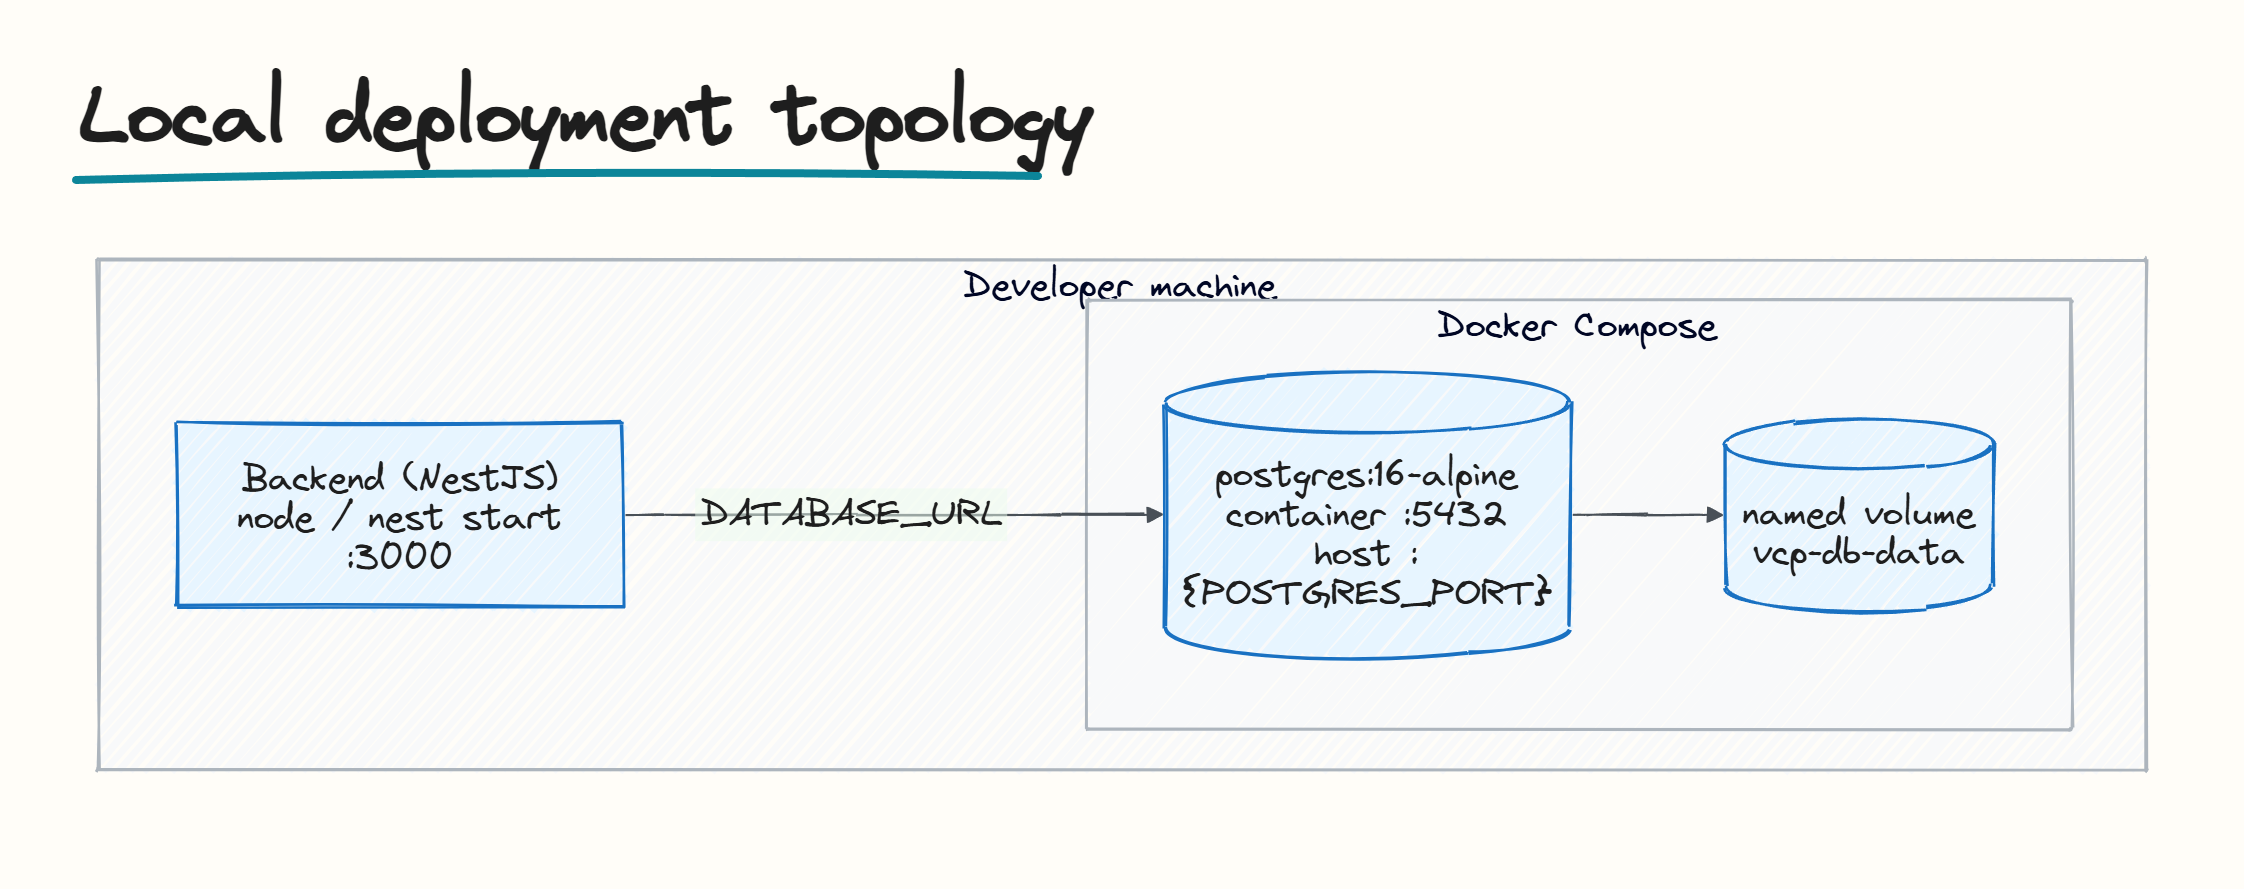 Local deployment topology
Developer machine
Docker Compose
Backend (NestJS)
node / nest start
:3000
DATABASE_URL
postgres:16-alpine
container :5432
host :
{POSTGRES_PORT}
named volume
vcp-db-data